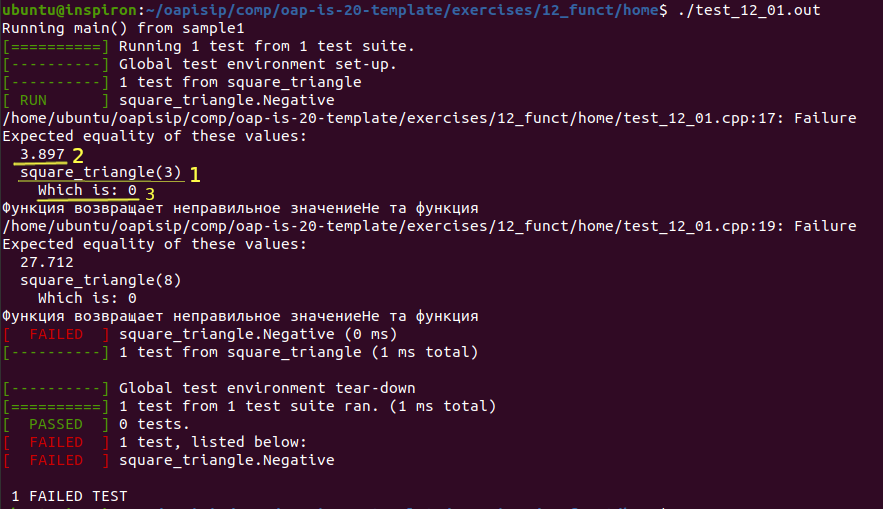 ubuntu@inspiron:~/oapisip/comp/oap-is-20-template/exercises/12_funct/home$ ./test_12_01.out
Running main() from sample1
[==========] Running 1 test from 1 test suite.
[----------] Global test environment set-up.
[----------] 1 test from square_triangle
[ RUN      ] square_triangle.Negative
/home/ubuntu/oapisip/comp/oap-is-20-template/exercises/12_funct/home/test_12_01.cpp:17: Failure
Expected equality of these values:
  3.897 2
  square_triangle(3) 1
    Which is: 0 3
Функция возвращает неправильное значениеНе та функция
/home/ubuntu/oapisip/comp/oap-is-20-template/exercises/12_funct/home/test_12_01.cpp:19: Failure
Expected equality of these values:
  27.712
  square_triangle(8)
    Which is: 0
Функция возвращает неправильное значениеНе та функция
[  FAILED  ] square_triangle.Negative (0 ms)
[----------] 1 test from square_triangle (1 ms total)

[----------] Global test environment tear-down
[==========] 1 test from 1 test suite ran. (1 ms total)
[  PASSED  ] 0 tests.
[  FAILED  ] 1 test, listed below:
[  FAILED  ] square_triangle.Negative

 1 FAILED TEST